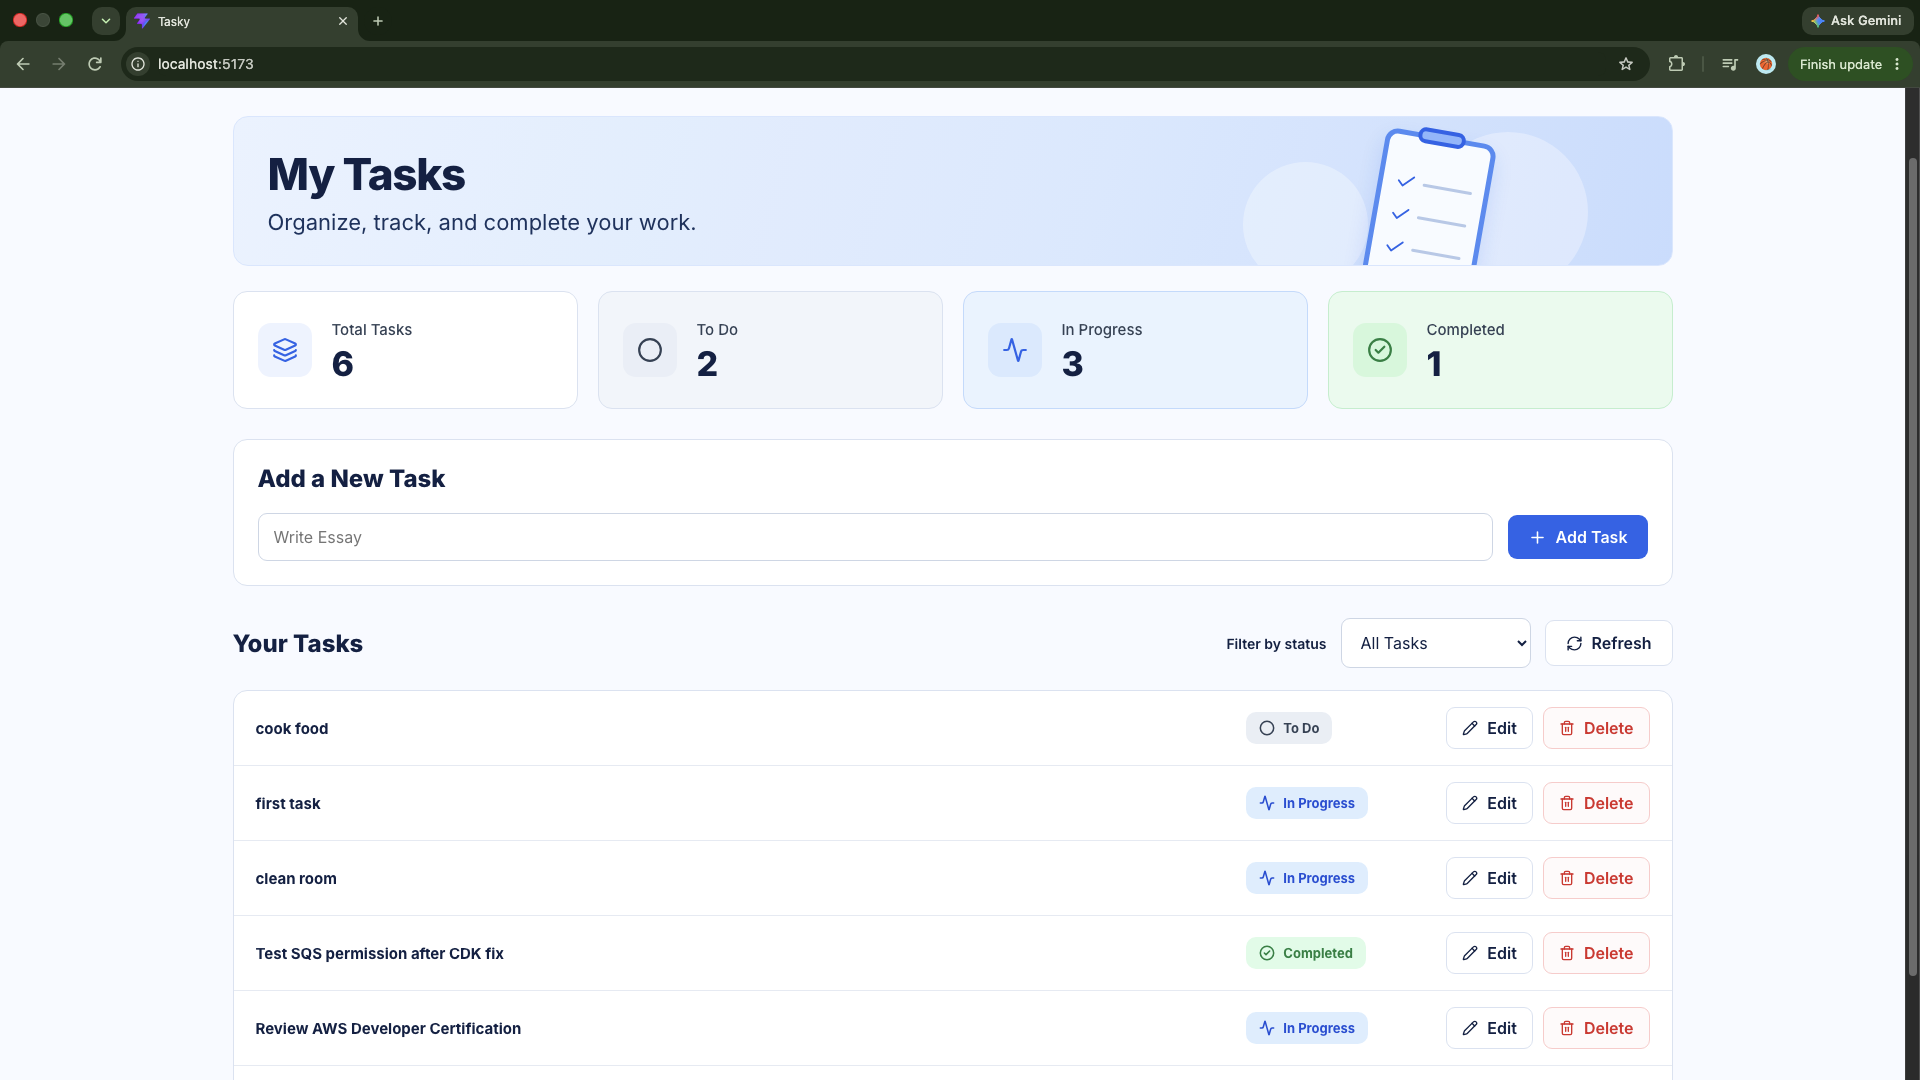 Tasky
Ask Gemini
localhost:5173
Finish update
My Tasks
Organize, track, and complete your work.
Total Tasks
6
To Do
2
In Progress
3
Completed
1
Add a New Task
Write Essay
Add Task
Your Tasks
Filter by status
All Tasks
Refresh
cook food
To Do
Edit
Delete
first task
In Progress
Edit
Delete
clean room
In Progress
Edit
Delete
Test SQS permission after CDK fix
Completed
Edit
Delete
Review AWS Developer Certification
In Progress
Edit
Delete